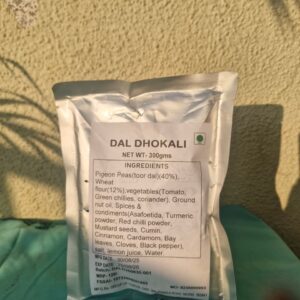 DAL DHOKALI
NET WT- 300gms
INGREDIENTS
Pigeon Peas(toor dal)(40%),
Wheat
flour(12%),vegetables(Tomato,
Green chillies, coriander), Ground
nut oil, Spices &
condiments(Asafoetida, Turmeric
powder, Red chilli powder,
Mustard seeds, Cumin,
Cinnamon, Cardamom, Bay
leaves, Cloves, Black pepper),
salt, lemon juice, Water
MFG DATE